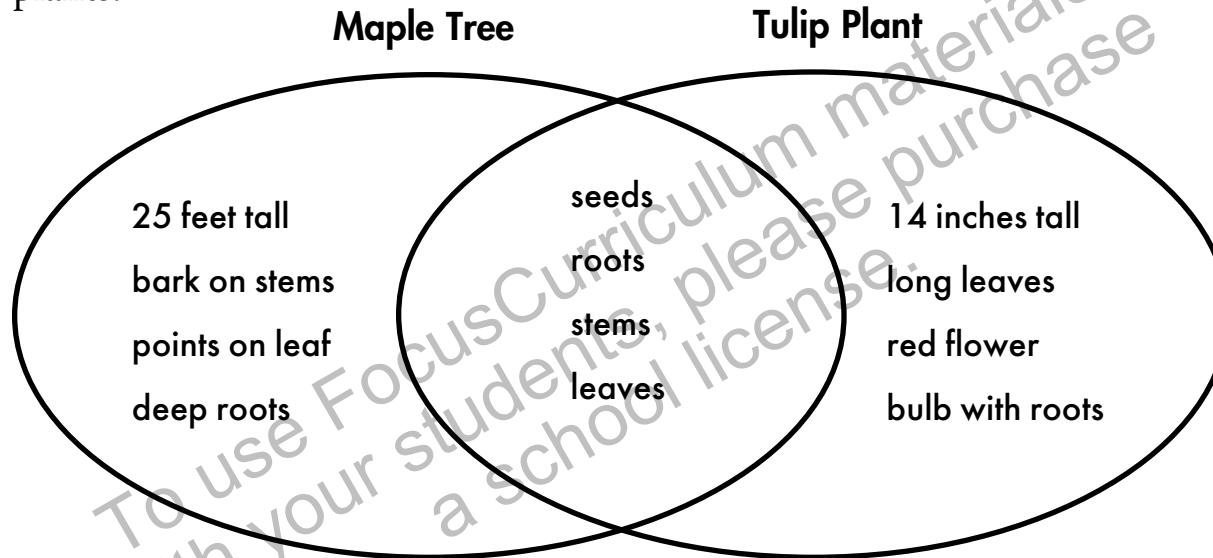 Maple Tree
Tulip Plant
25 feet tall
bark on stems
points on leaf
deep roots
seeds
roots
stems
leaves
14 inches tall
long leaves
red flower
bulb with roots
To use FocusCurriculum materials
with your students, please purchase
a school license.